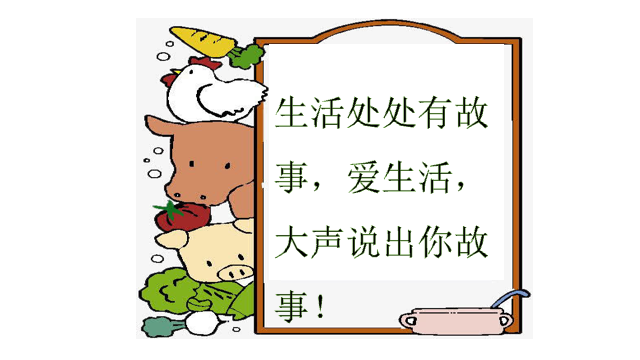 生活处处有故
事，爱生活，
大声说出你故
事！